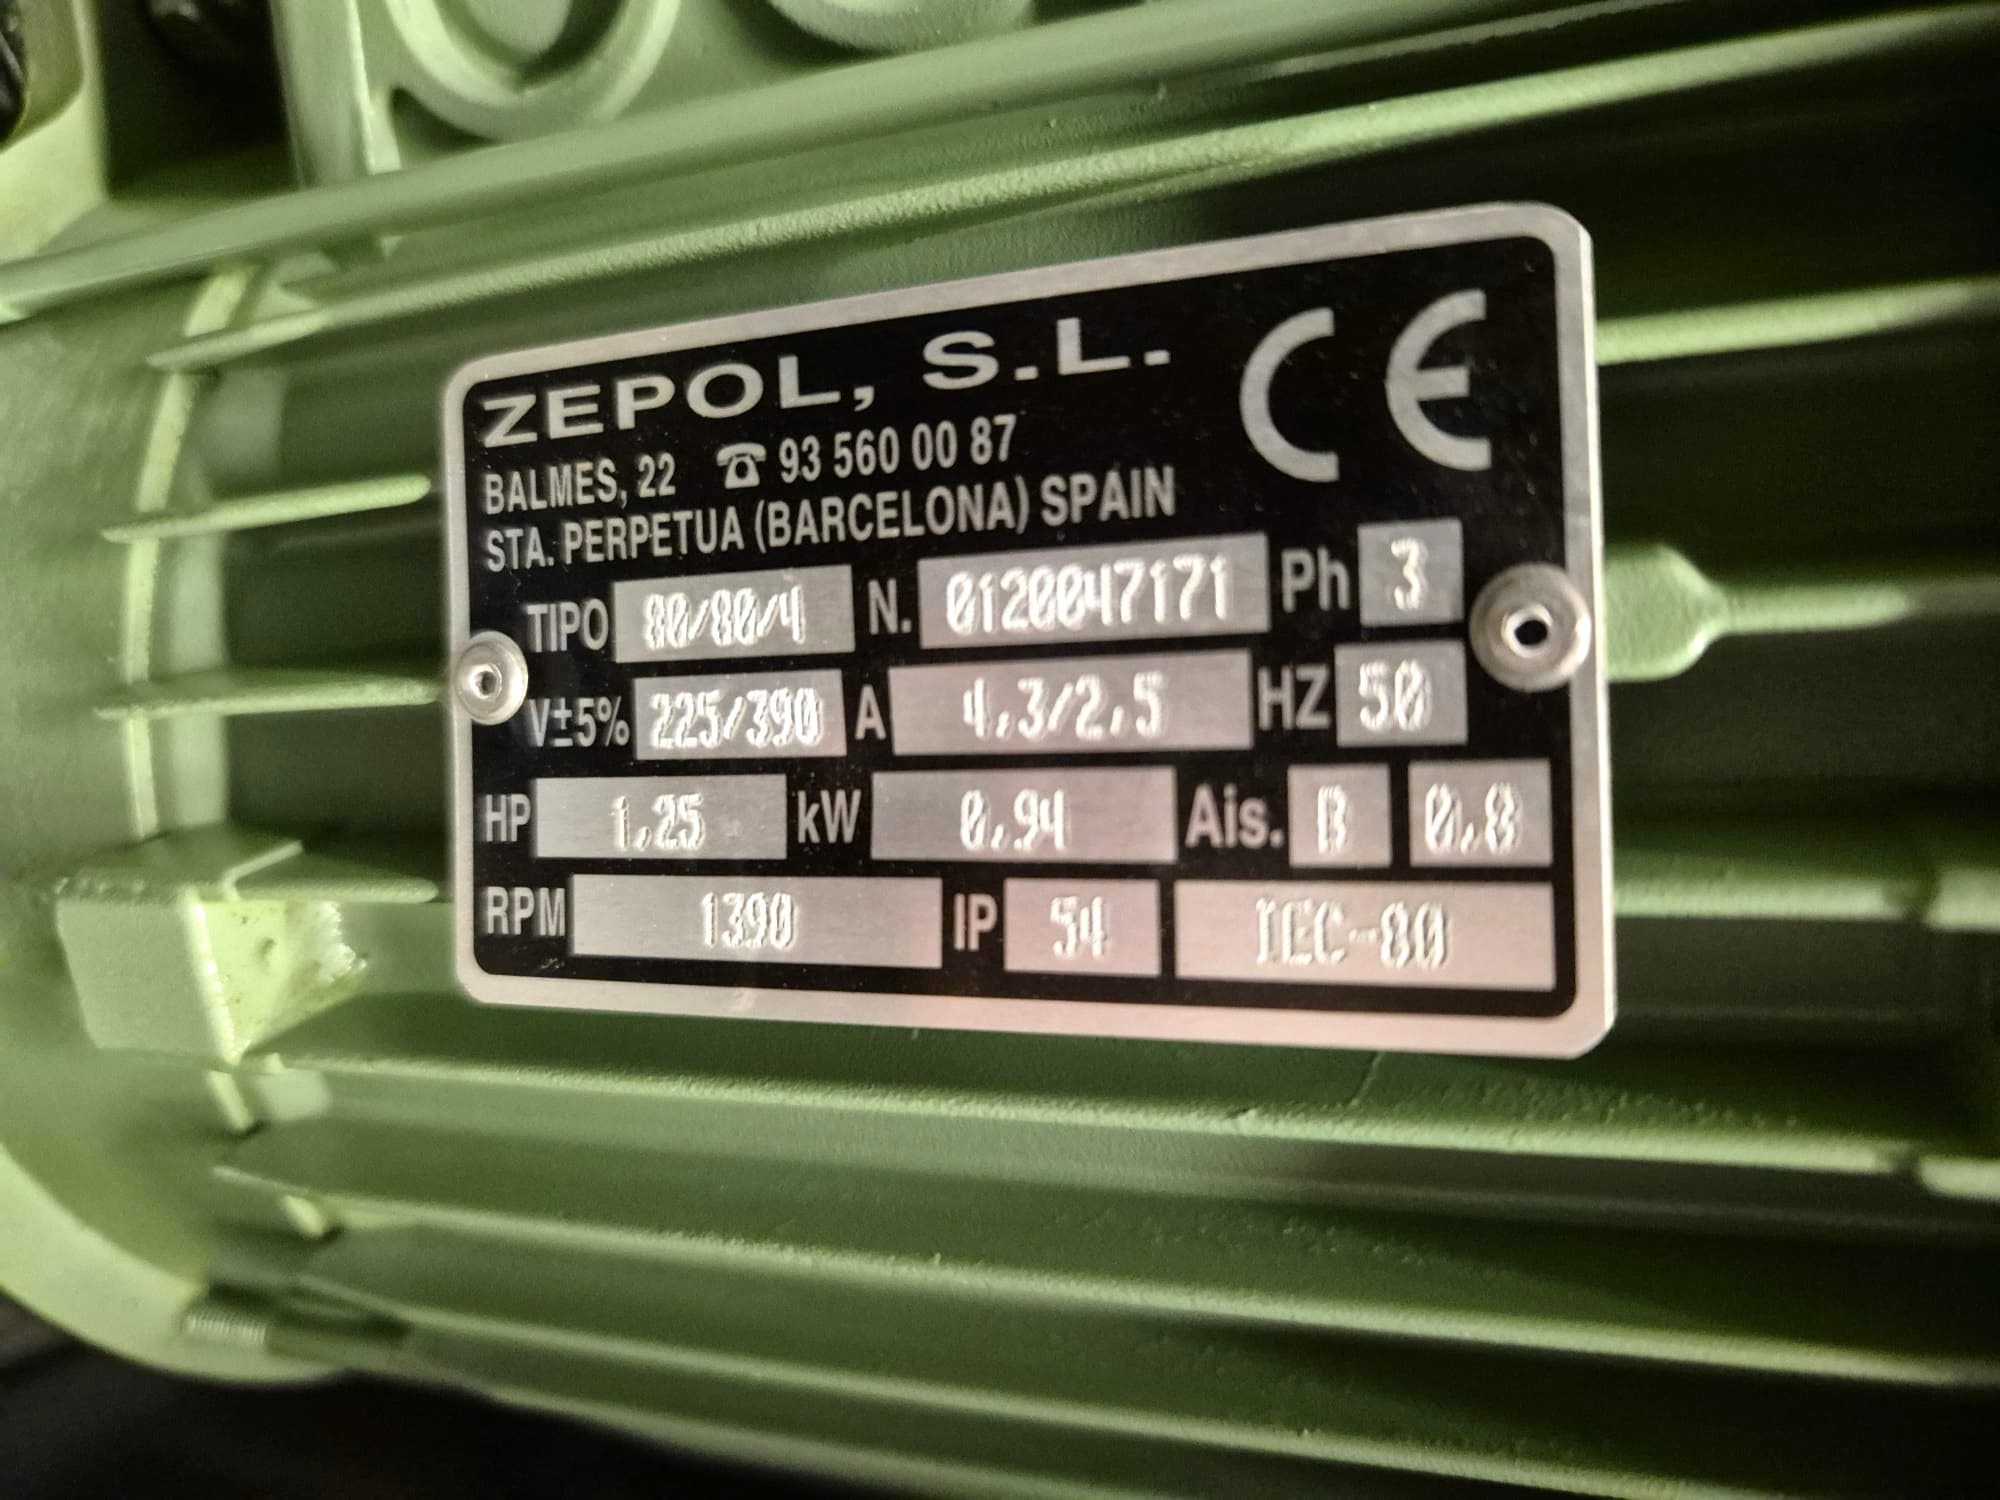 ZEPOL, S.L. CE
BALMES, 22 ☎ 93 560 00 87
STA. PERPETUA (BARCELONA) SPAIN
TIPO 80/80/4 N. 0120047171 Ph 3
V±5% 225/390 A 4,3/2,5 HZ 50
HP 1,25 kW 0,94 Ais. B 0,8
RPM 1390 IP 54 IEC-80